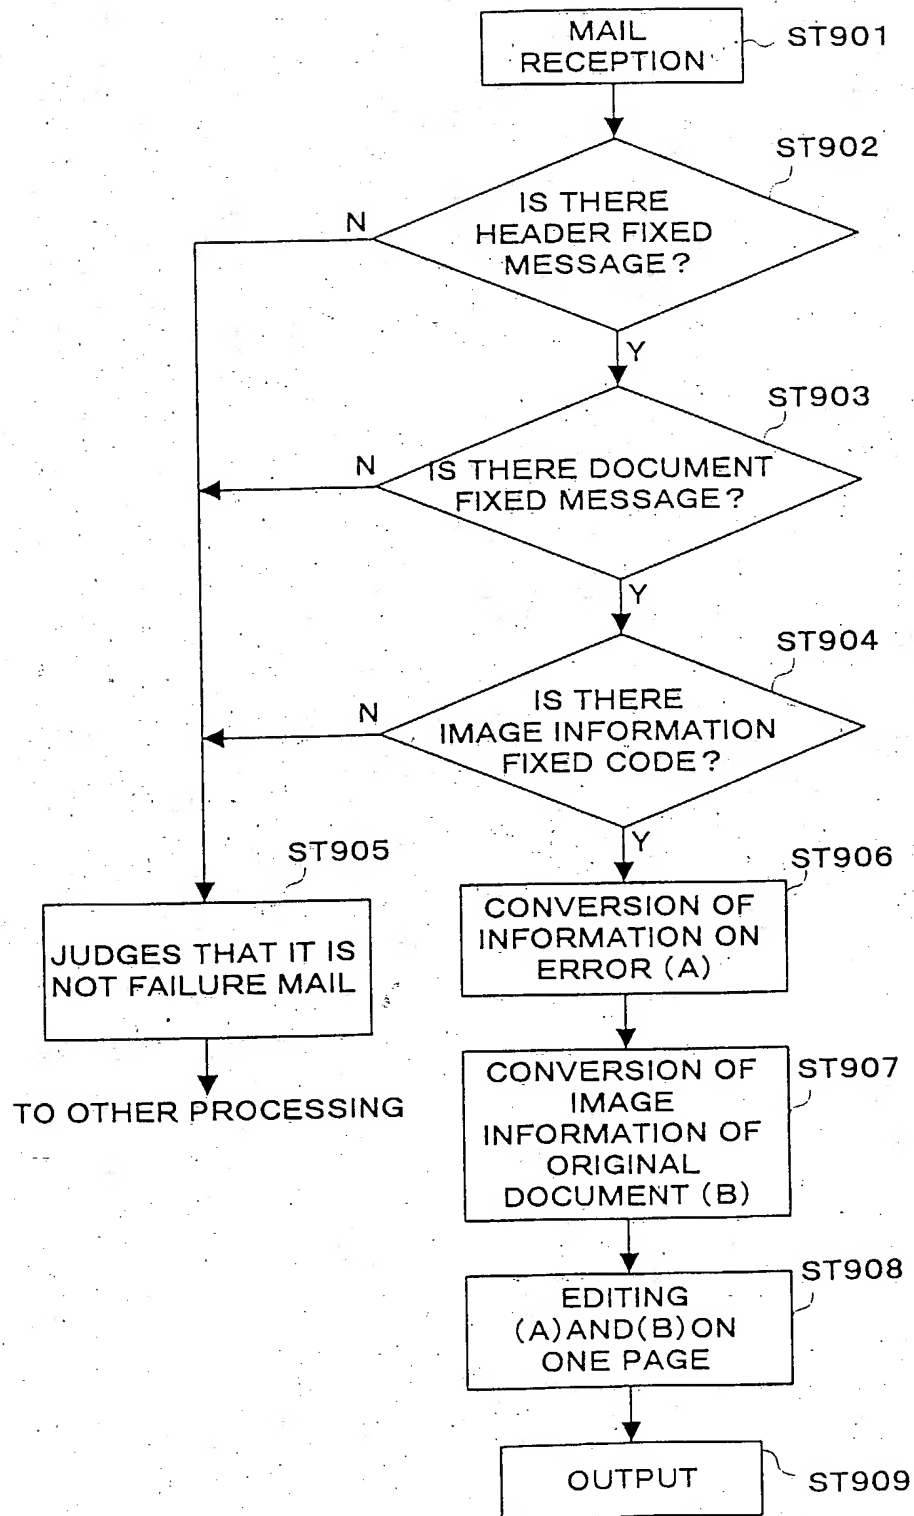 MAIL
RECEPTION
ST901
ST902
IS THERE
HEADER FIXED
MESSAGE?
N
Y
ST903
IS THERE DOCUMENT
FIXED MESSAGE?
N
Y
ST904
IS THERE
IMAGE INFORMATION
FIXED CODE?
N
Y
ST905
JUDGES THAT IT IS
NOT FAILURE MAIL
TO OTHER PROCESSING
ST906
CONVERSION OF
INFORMATION ON
ERROR (A)
ST907
CONVERSION OF
IMAGE
INFORMATION OF
ORIGINAL
DOCUMENT (B)
ST908
EDITING
(A)AND(B)ON
ONE PAGE
OUTPUT
ST909